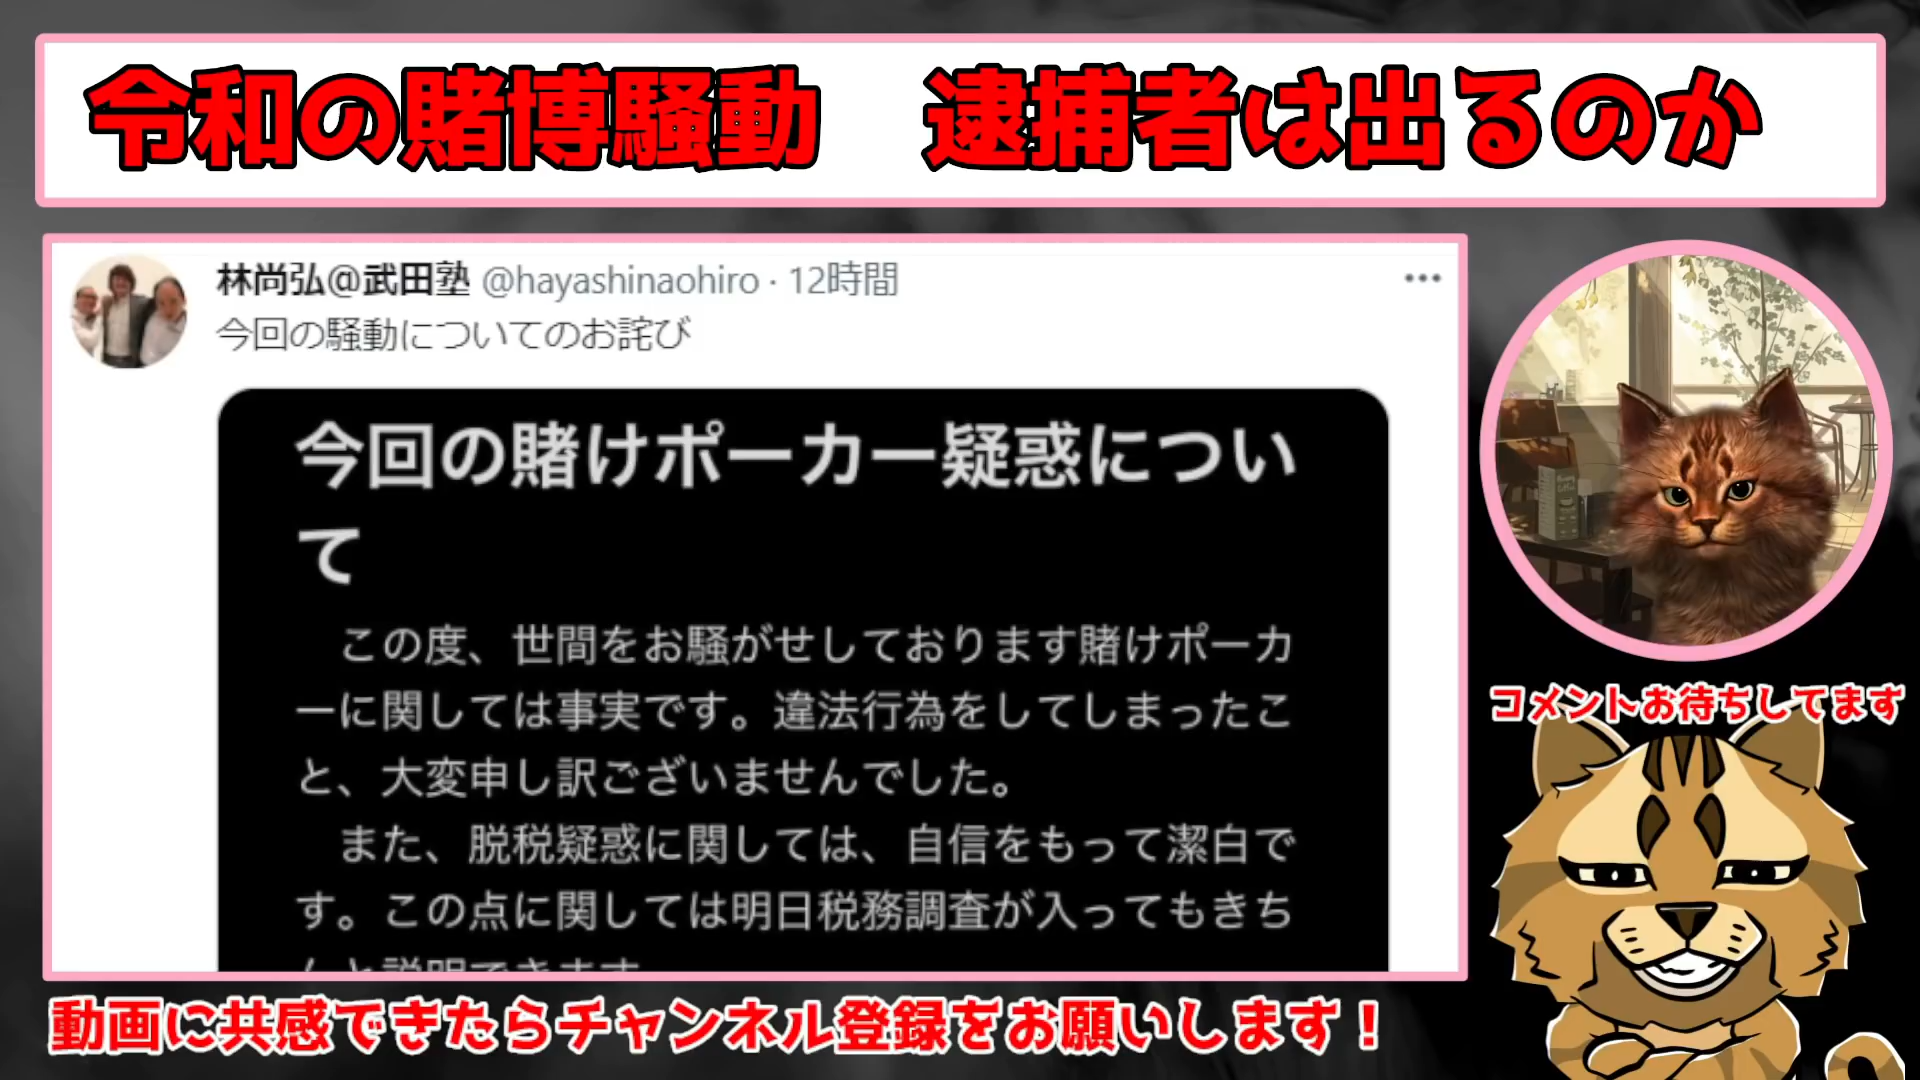 令和の賭博騒動　逮捕者は出るのか
林尚弘@武田塾 @hayashinaohiro · 12時間
今回の騒動についてのお詫び
今回の賭けポーカー疑惑につい
て
この度、世間をお騒がせしております賭けポーカ
ーに関しては事実です。違法行為をしてしまったこ
と、大変申し訳ございませんでした。
また、脱税疑惑に関しては、自信をもって潔白で
す。この点に関しては明日税務調査が入ってもきち
んと説明できます
コメントお待ちしてます
動画に共感できたらチャンネル登録をお願いします！